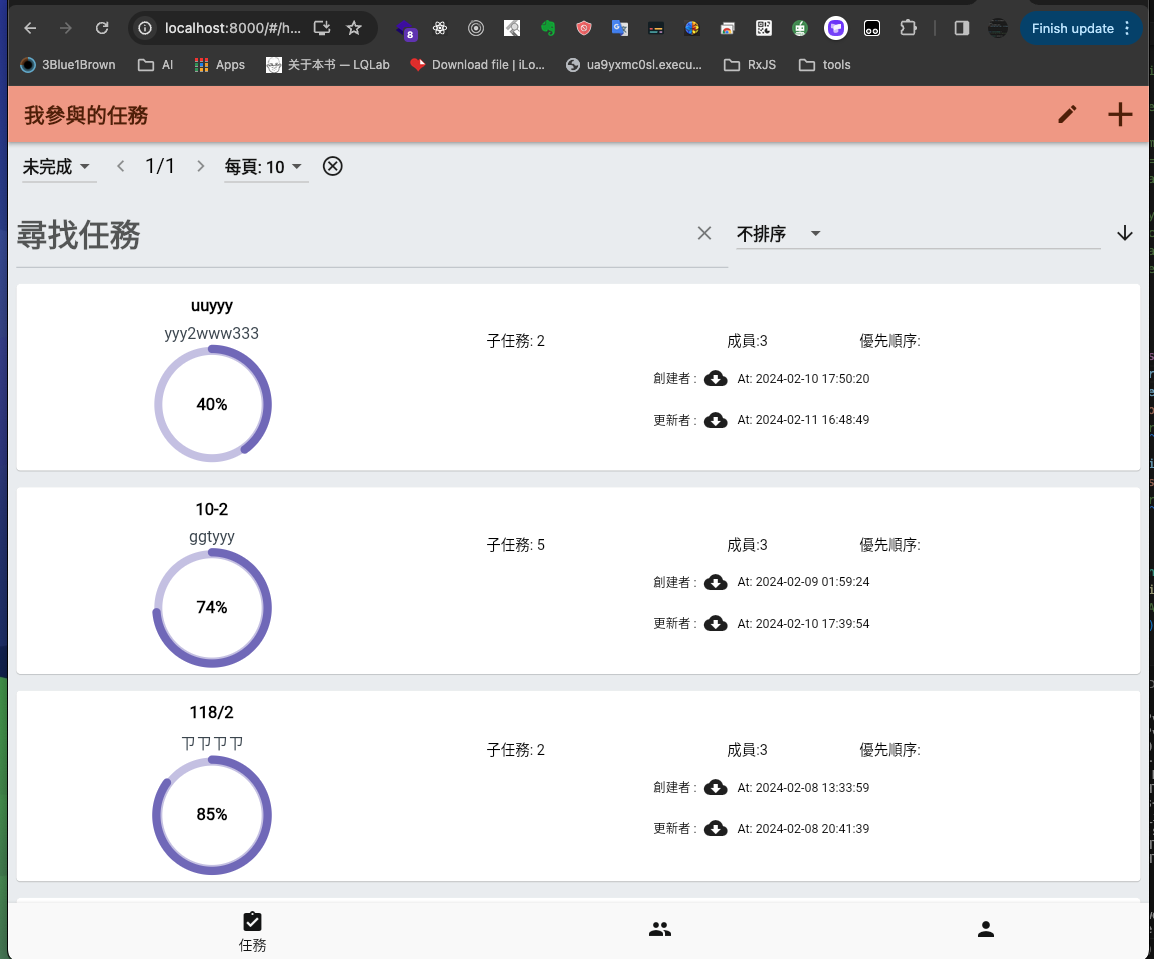 localhost:8000/#/h...
8
Finish update
3Blue1Brown
AI
Apps
关于本书 — LQLab
Download file | iLo...
ua9yxmc0sl.execu...
RxJS
tools
我參與的任務
未完成
1/1
每頁: 10
尋找任務
不排序
uuyyy
yyy2www333
40%
子任務: 2
成員:3
優先順序:
創建者 :
At: 2024-02-10 17:50:20
更新者 :
At: 2024-02-11 16:48:49
10-2
ggtyyy
74%
子任務: 5
成員:3
優先順序:
創建者 :
At: 2024-02-09 01:59:24
更新者 :
At: 2024-02-10 17:39:54
118/2
ㄗㄗㄗㄗ
85%
子任務: 2
成員:3
優先順序:
創建者 :
At: 2024-02-08 13:33:59
更新者 :
At: 2024-02-08 20:41:39
任務